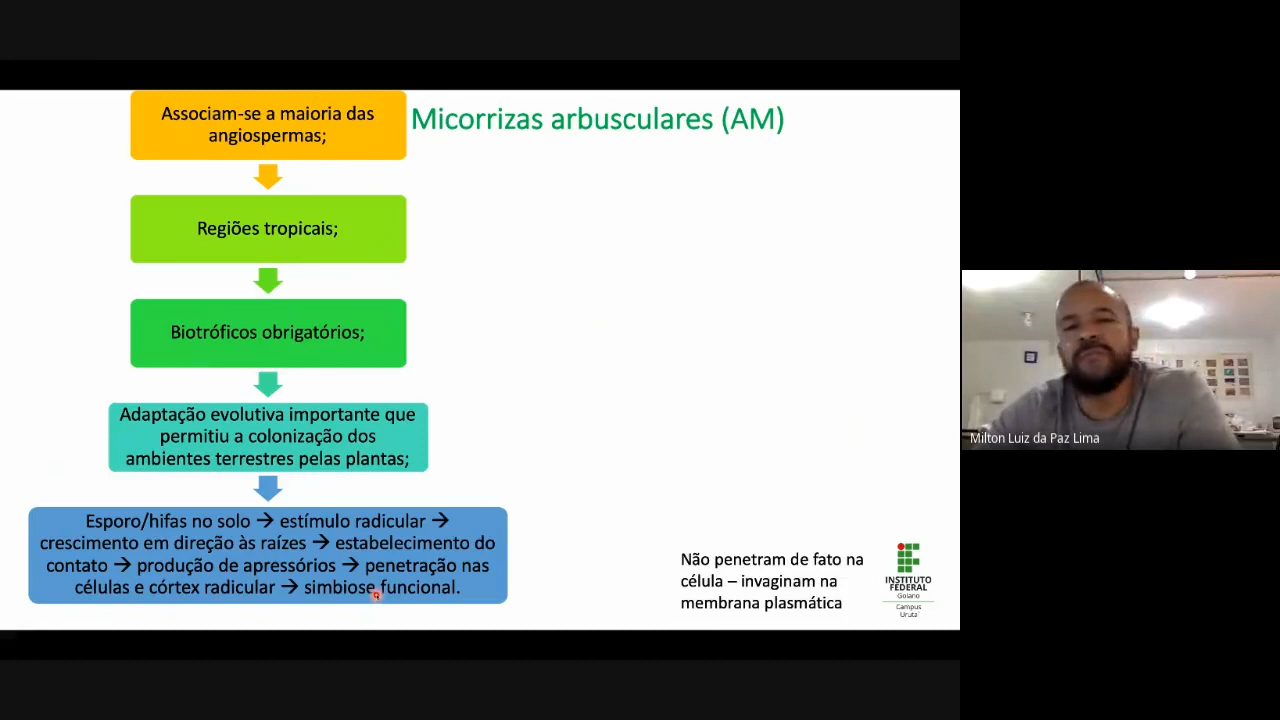 Associam-se a maioria das
angiospermas;
Micorrizas arbusculares (AM)
Regiões tropicais;
Biotróficos obrigatórios;
Adaptação evolutiva importante que
permitiu a colonização dos
ambientes terrestres pelas plantas;
Esporo/hifas no solo → estímulo radicular →
crescimento em direção às raízes → estabelecimento do
contato → produção de apressórios → penetração nas
células e córtex radicular → simbiose funcional.
Não penetram de fato na
célula – invaginam na
membrana plasmática
INSTITUTO
FEDERAL
Goiano
Campus
Urutaí
Milton Luiz da Paz Lima